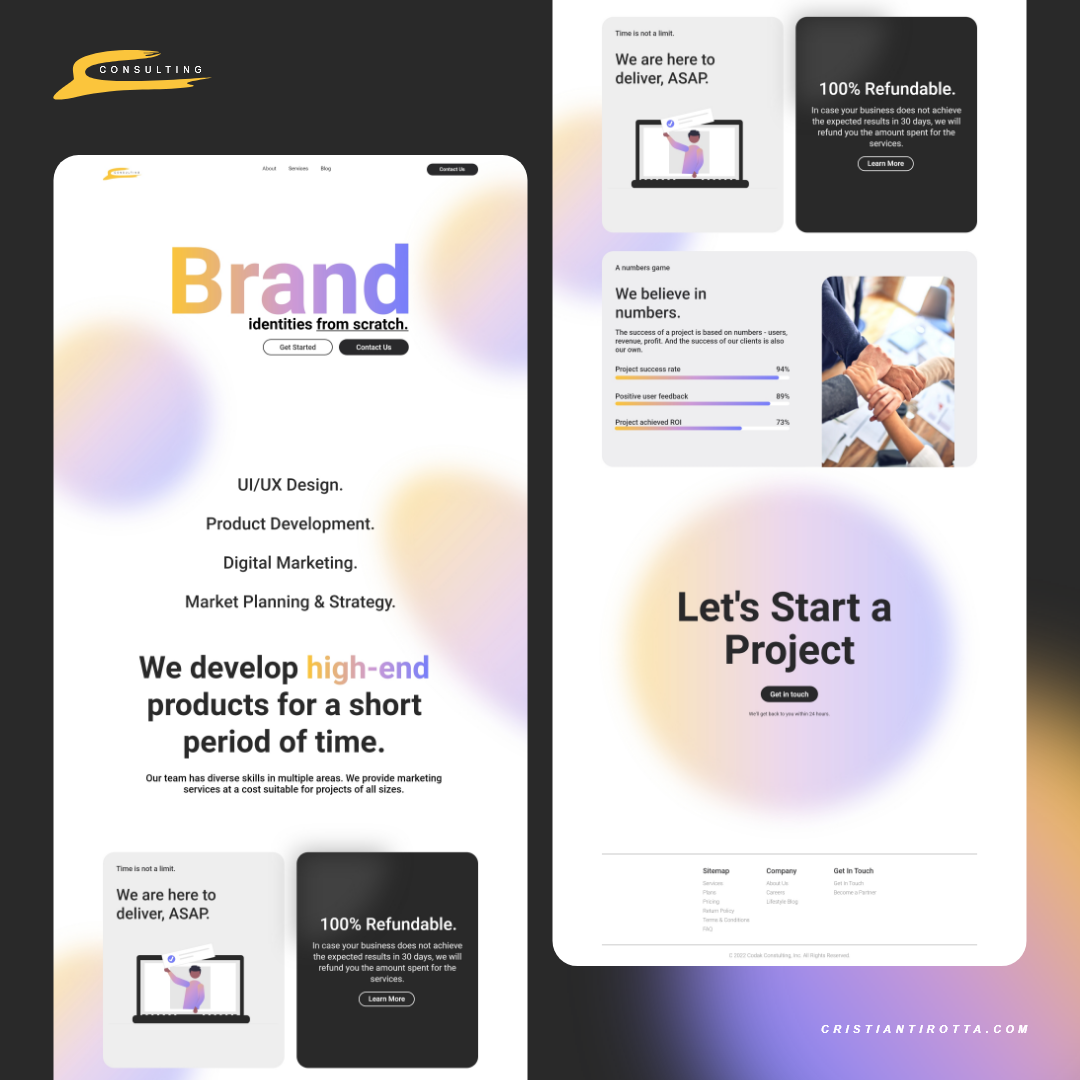 CONSULTING
CONSULTING
About Services Blog
Contact Us
Brand
identities from scratch.
Get Started
Contact Us
UI/UX Design.
Product Development.
Digital Marketing.
Market Planning & Strategy.
We develop high-end
products for a short
period of time.
Our team has diverse skills in multiple areas. We provide marketing
services at a cost suitable for projects of all sizes.
Time is not a limit.
We are here to
deliver, ASAP.
100% Refundable.
In case your business does not achieve
the expected results in 30 days, we will
refund you the amount spent for the
services.
Learn More
Time is not a limit.
We are here to
deliver, ASAP.
100% Refundable.
In case your business does not achieve
the expected results in 30 days, we will
refund you the amount spent for the
services.
Learn More
A numbers game
We believe in
numbers.
The success of a project is based on numbers - users,
revenue, profit. And the success of our clients is also
our own.
Project success rate 94%
Positive user feedback 89%
Project achieved ROI 73%
Let's Start a
Project
Get in touch
We'll get back to you within 24 hours.
Sitemap
Services
Plans
Pricing
Return Policy
Terms & Conditions
FAQ
Company
About Us
Careers
Lifestyle Blog
Get In Touch
Get in Touch
Become a Partner
© 2022 Consulting, Inc. All Rights Reserved.
CRISTIANTIROTTA.COM